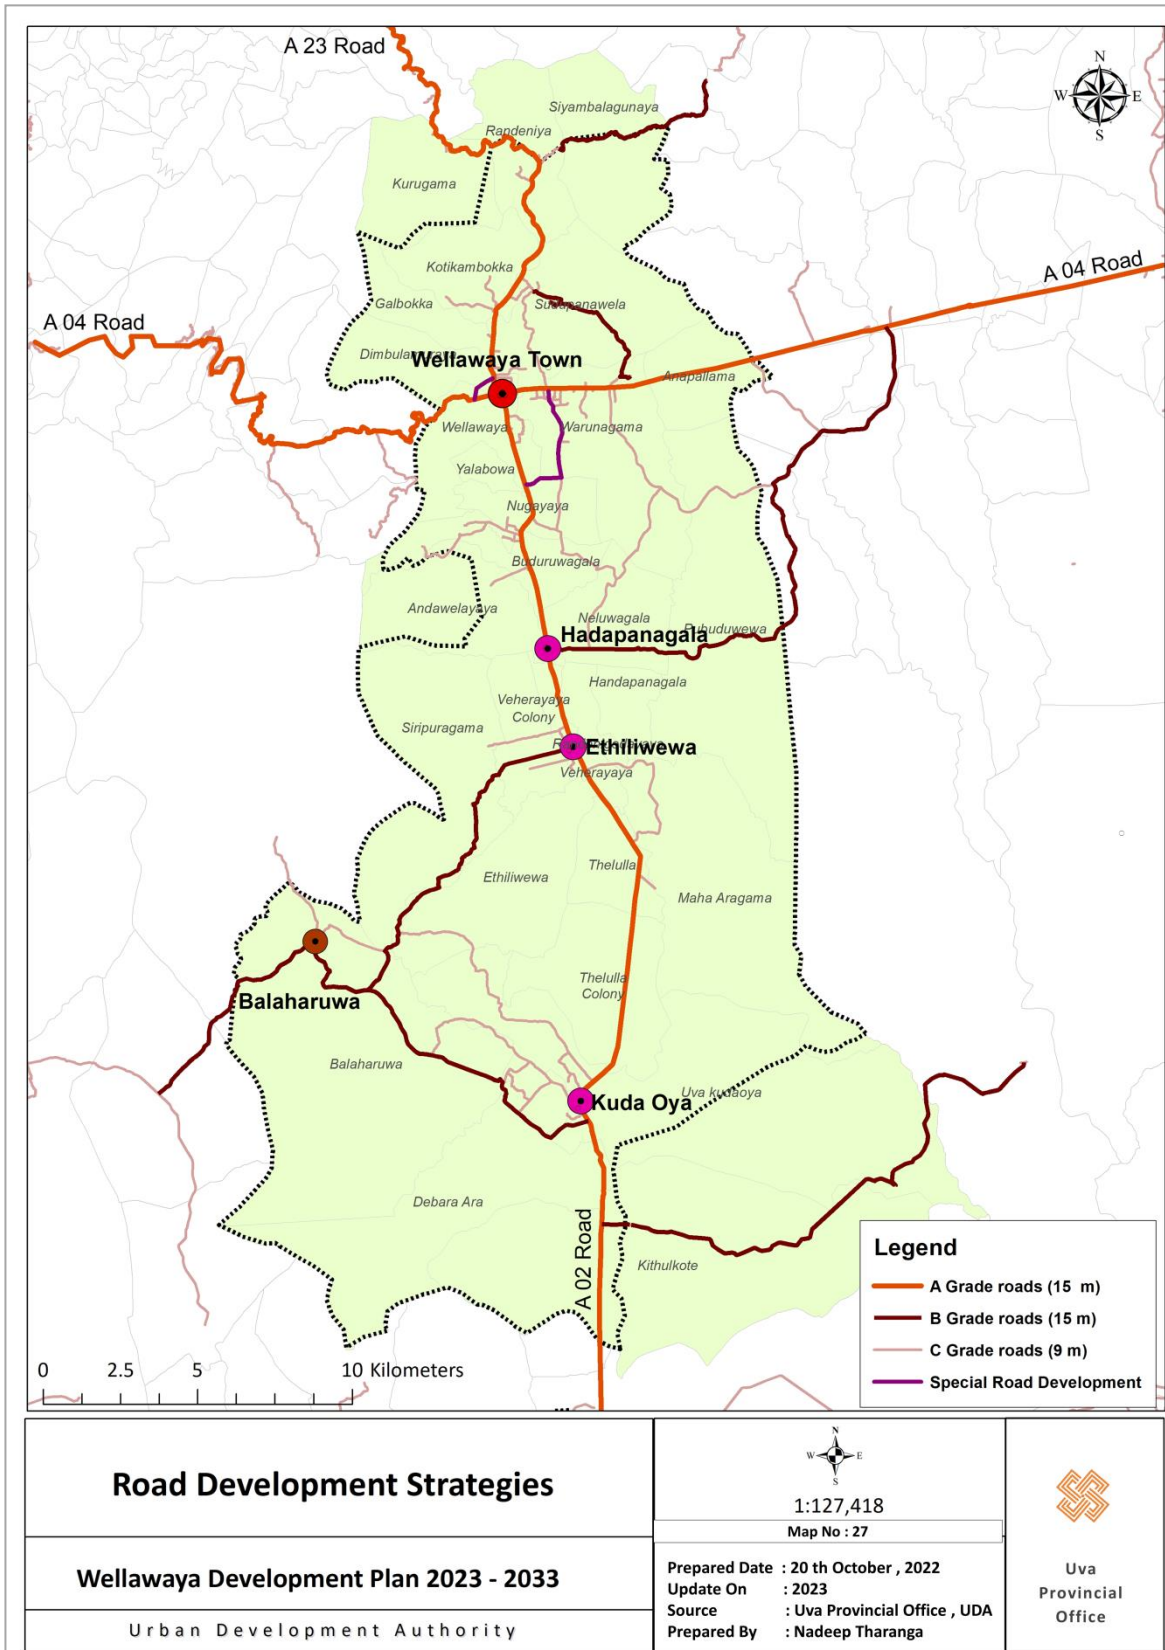 A 23 Road
N
W E
S
Siyambalagunaya
Randeniya
Kurugama
Kotikambokka
A 04 Road
Galbokka
Sudupanawela
A 04 Road
Wellawaya Town
Anapallama
Wellawaya
Warunagama
Yalabowa
Nugayaya
Buduruwagala
Andawelayaya
Neluwagala
Hadapanagala
Handapanagala
Veherayaya
Colony
Siripuragama
Ethiliwewa
Veherayaya
Ethiliwewa
Thelulla
Maha Aragama
Thelulla
Colony
Balaharuwa
Balaharuwa
Uva kudaoya
Kuda Oya
Debara Ara
A 02 Road
Kithulkote
Legend
A Grade roads (15 m)
B Grade roads (15 m)
C Grade roads (9 m)
Special Road Development
0 2.5 5 10 Kilometers
Road Development Strategies
Wellawaya Development Plan 2023 - 2033
Urban Development Authority
N
W E
S
1:127,418
Map No : 27
Prepared Date : 20 th October , 2022
Update On : 2023
Source : Uva Provincial Office , UDA
Prepared By : Nadeep Tharanga
Uva
Provincial
Office